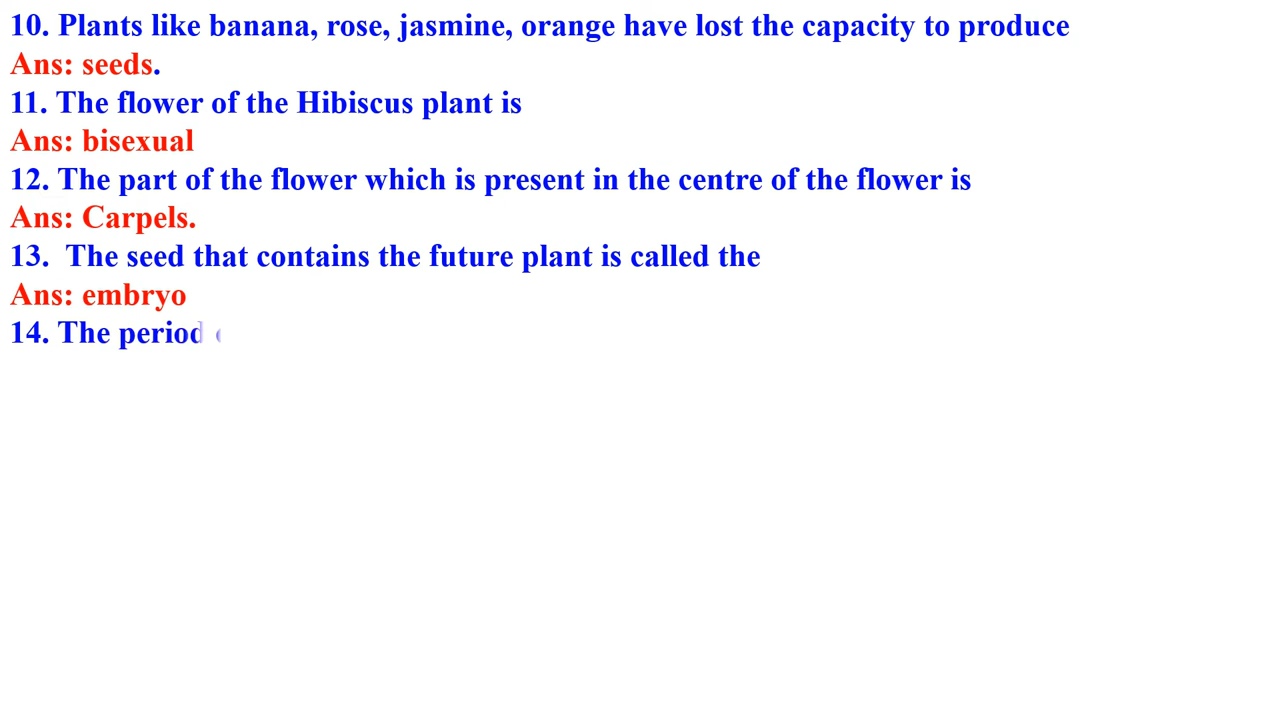 10. Plants like banana, rose, jasmine, orange have lost the capacity to produce
Ans: seeds.
11. The flower of the Hibiscus plant is
Ans: bisexual
12. The part of the flower which is present in the centre of the flower is
Ans: Carpels.
13.  The seed that contains the future plant is called the
Ans: embryo
14. The period